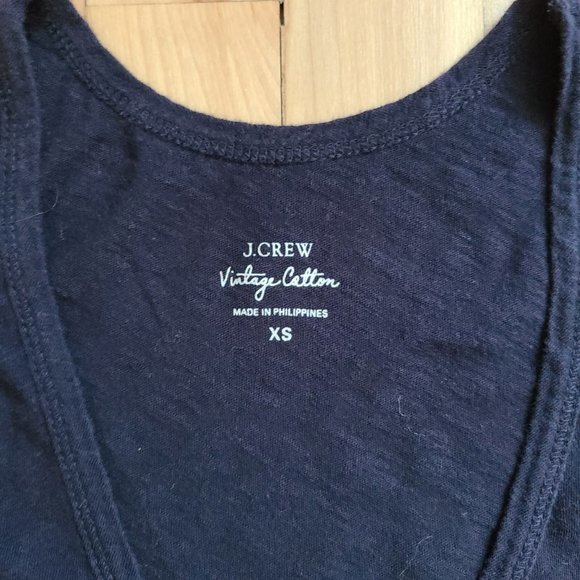 J.CREW
Vintage Cotton
MADE IN PHILIPPINES
XS